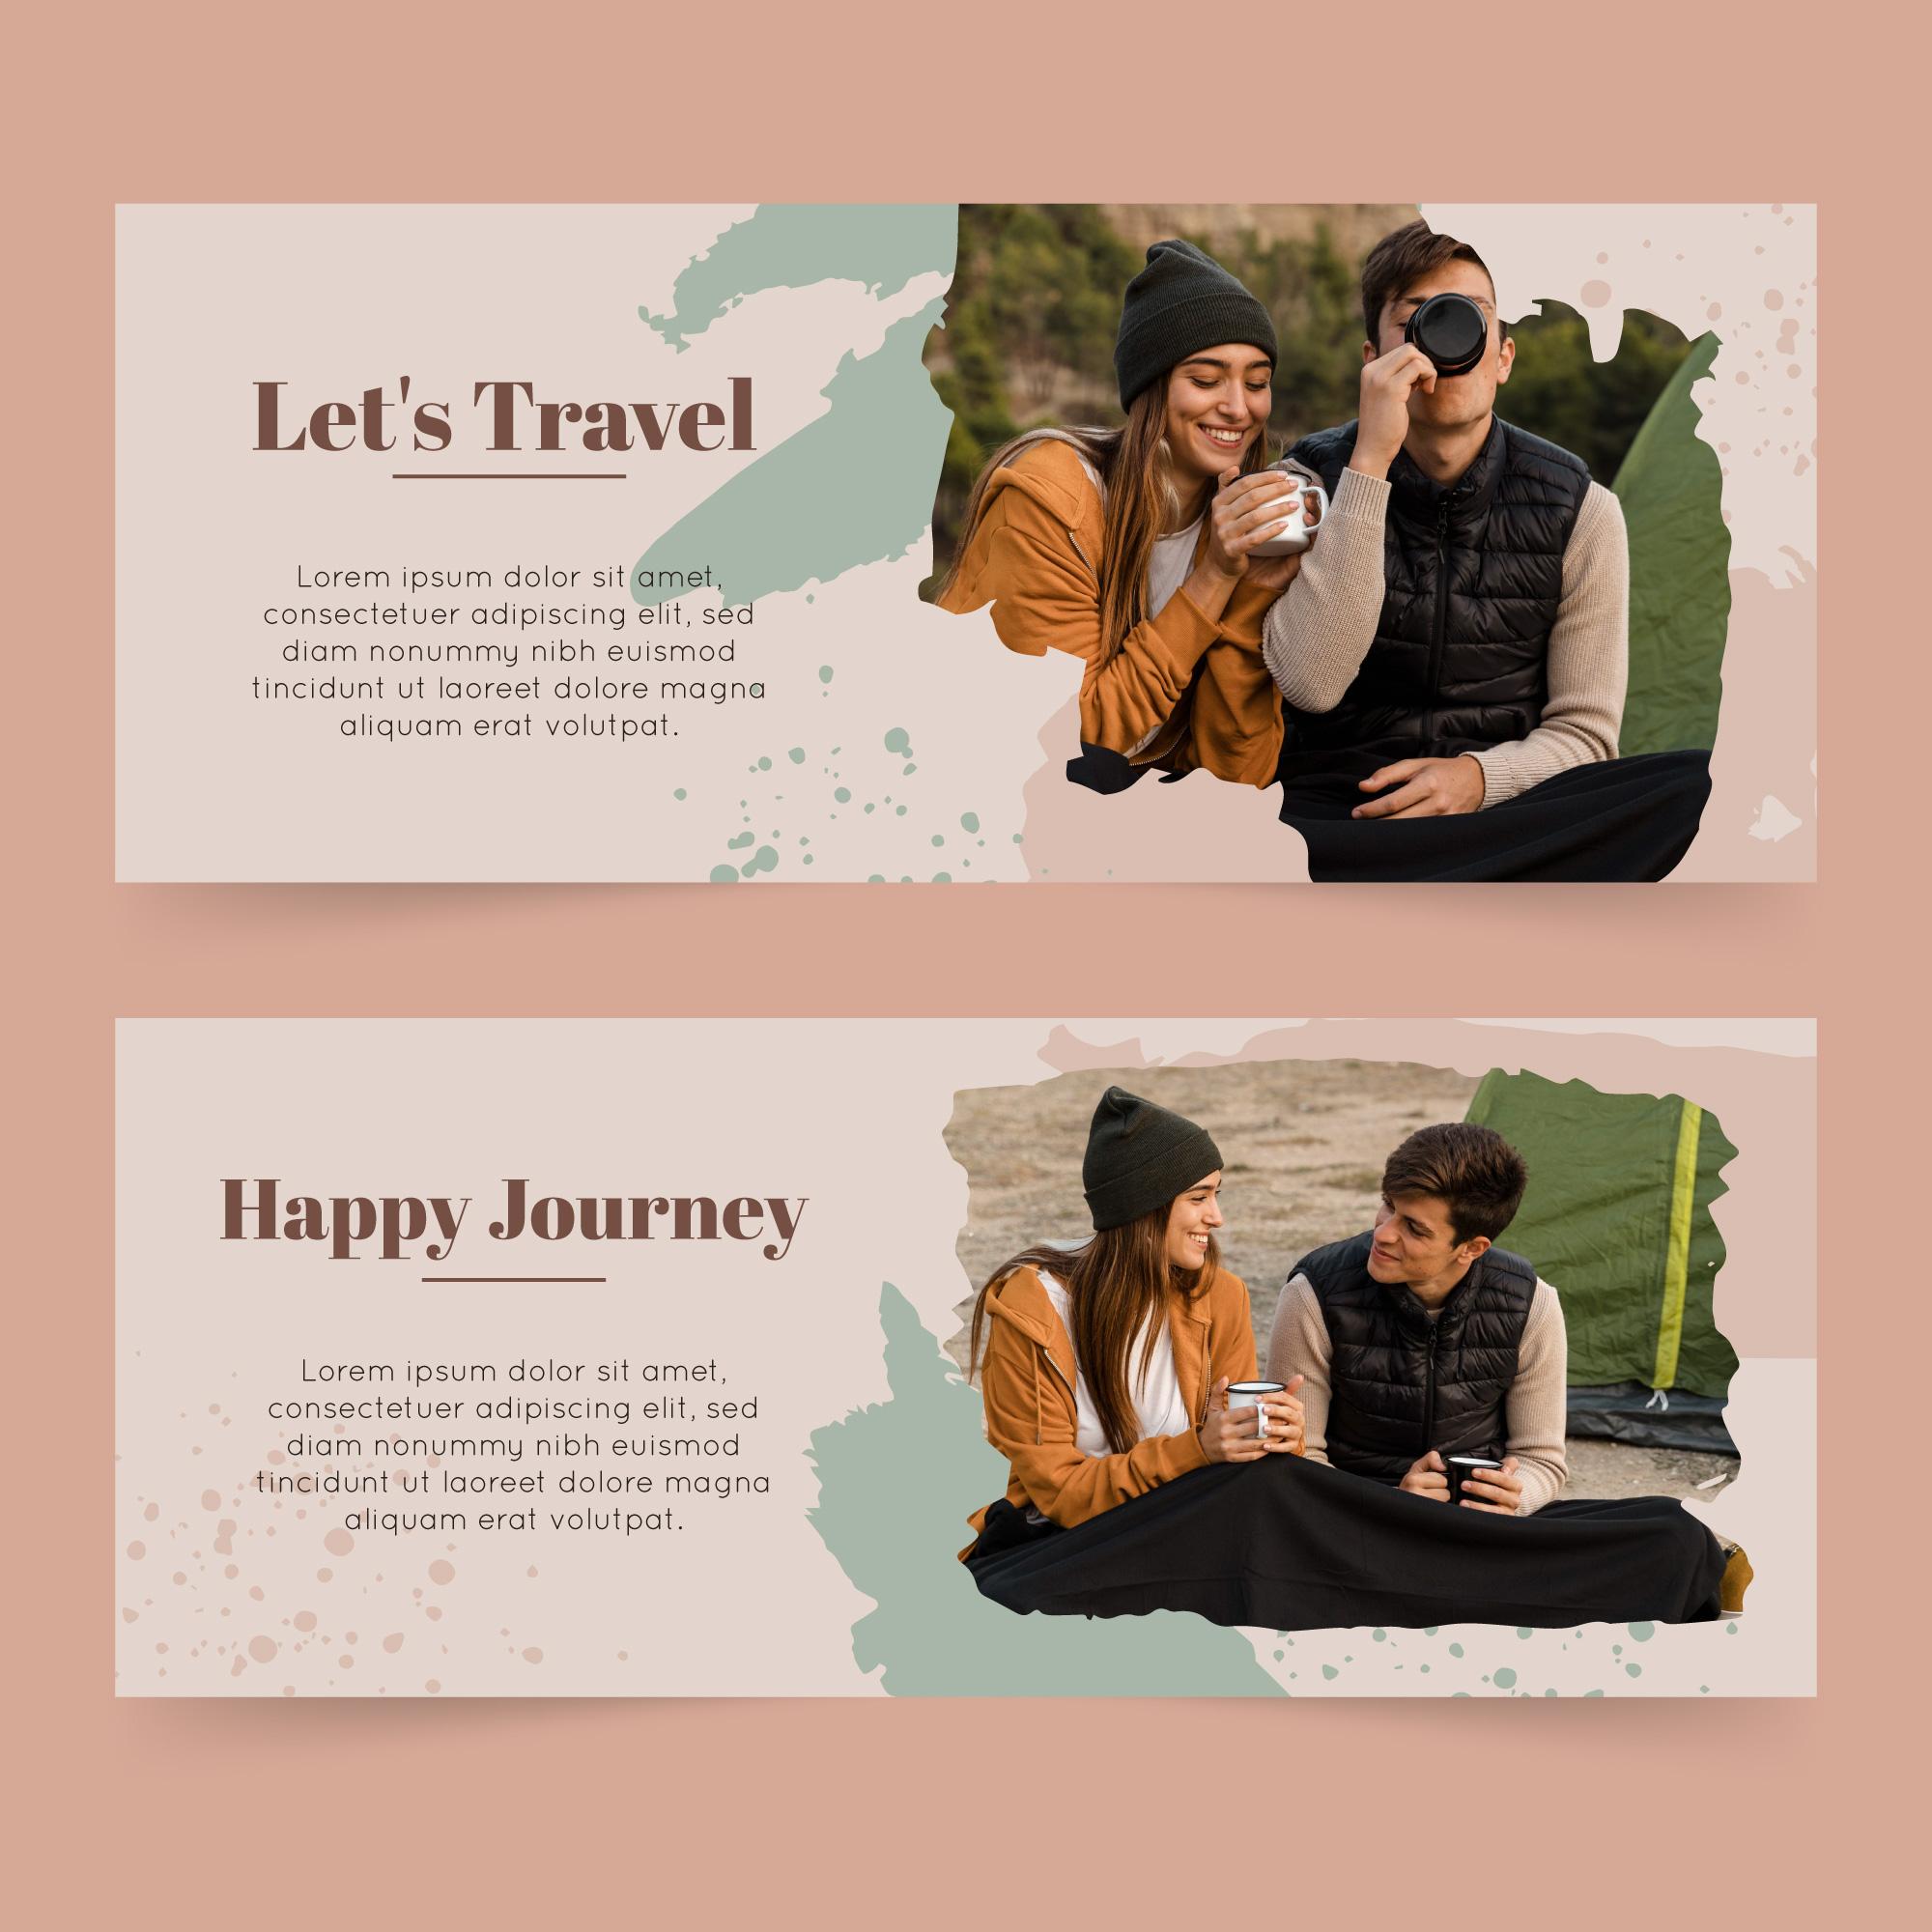 Let's Travel
Lorem ipsum dolor sit amet,
consectetuer adipiscing elit, sed
diam nonummy nibh euismod
tincidunt ut laoreet dolore magna
aliquam erat volutpat.
Happy Journey
Lorem ipsum dolor sit amet,
consectetuer adipiscing elit, sed
diam nonummy nibh euismod
tincidunt ut laoreet dolore magna
aliquam erat volutpat.